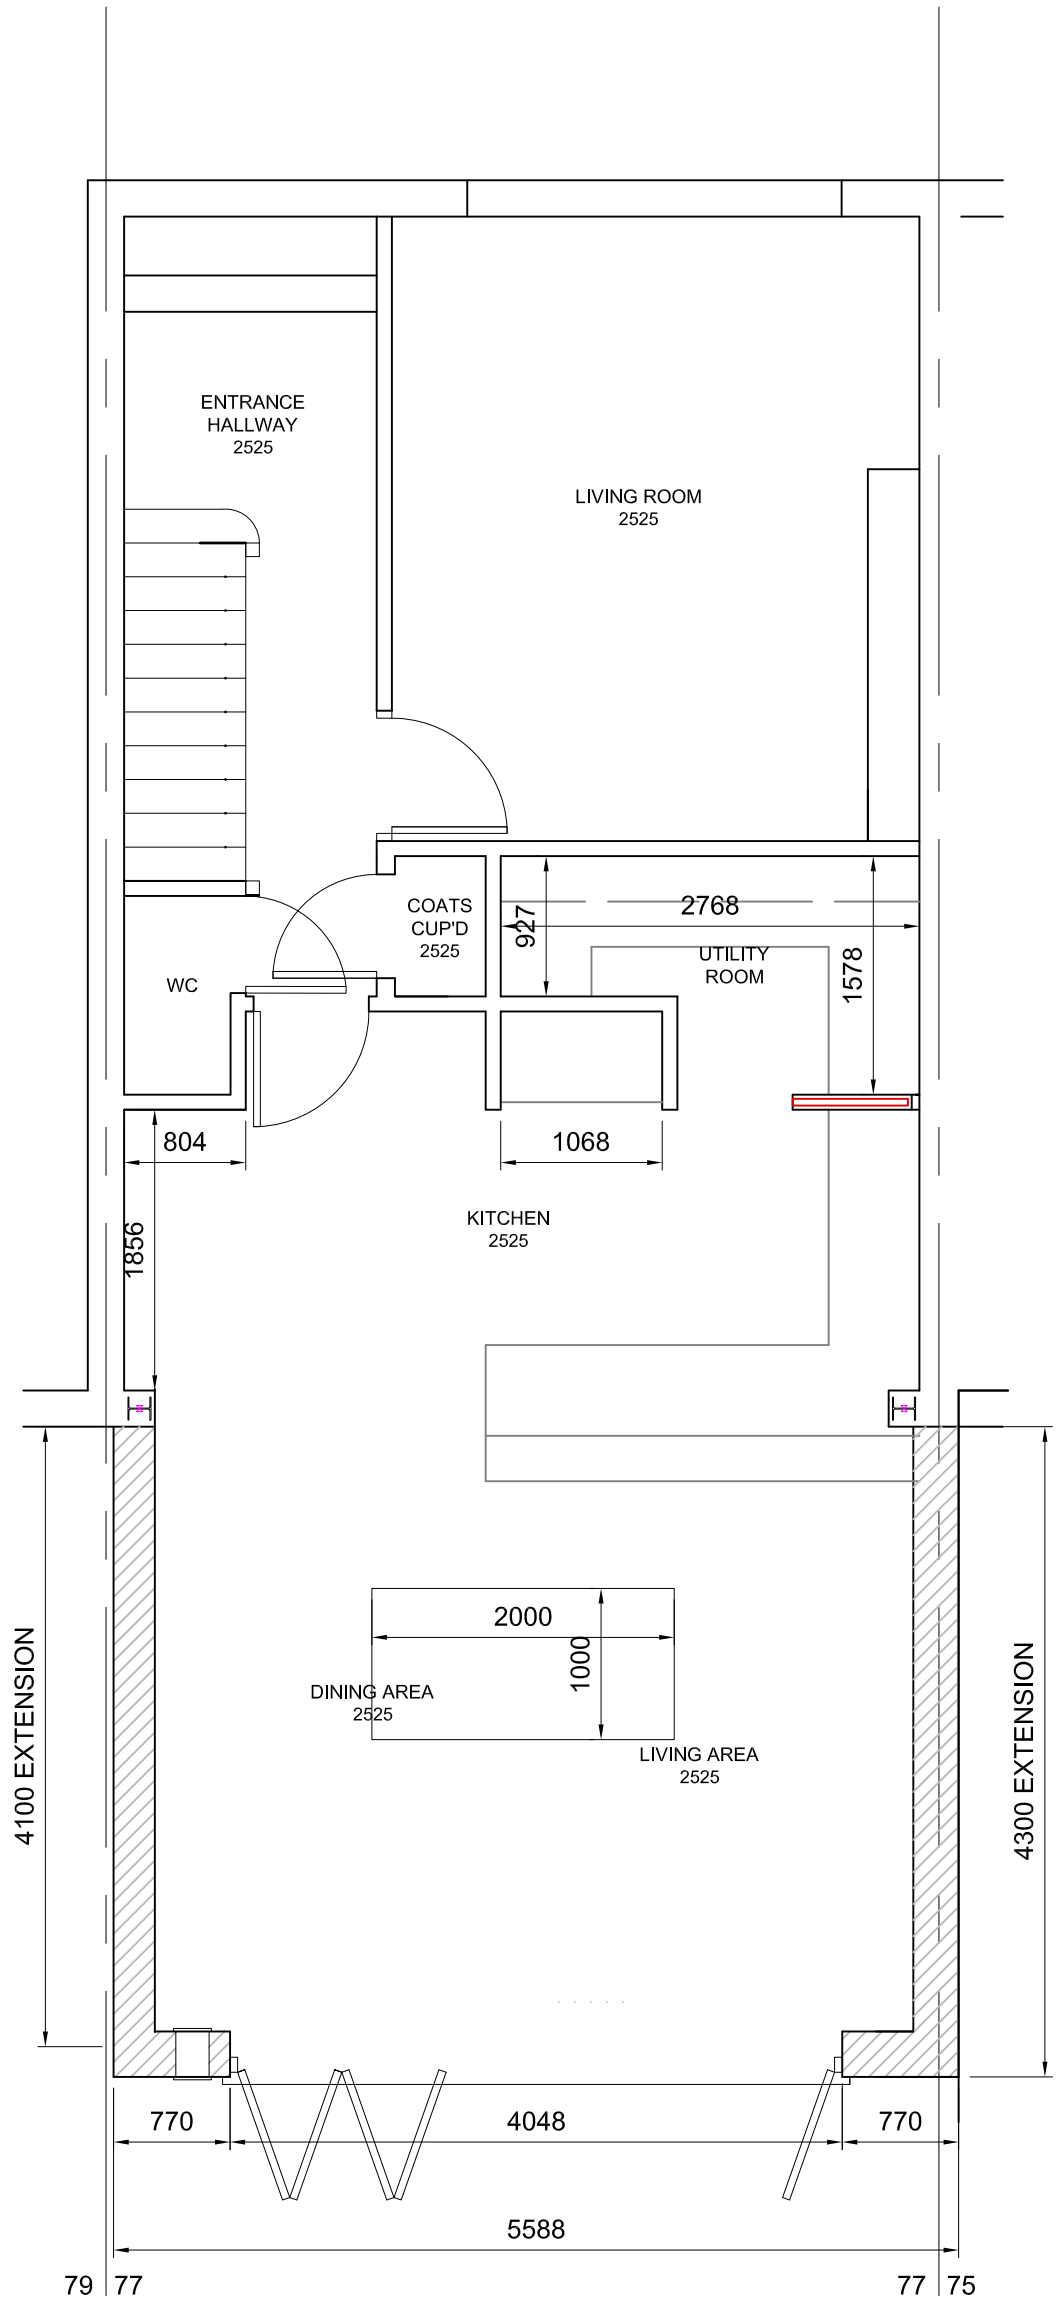 ENTRANCE
HALLWAY
2525
LIVING ROOM
2525
COATS
CUP'D
2525
927
2768
UTILITY
ROOM
1578
WC
804
1068
1856
KITCHEN
2525
4100 EXTENSION
2000
1000
DINING AREA
2525
LIVING AREA
2525
4300 EXTENSION
770
4048
770
5588
79 77
77 75